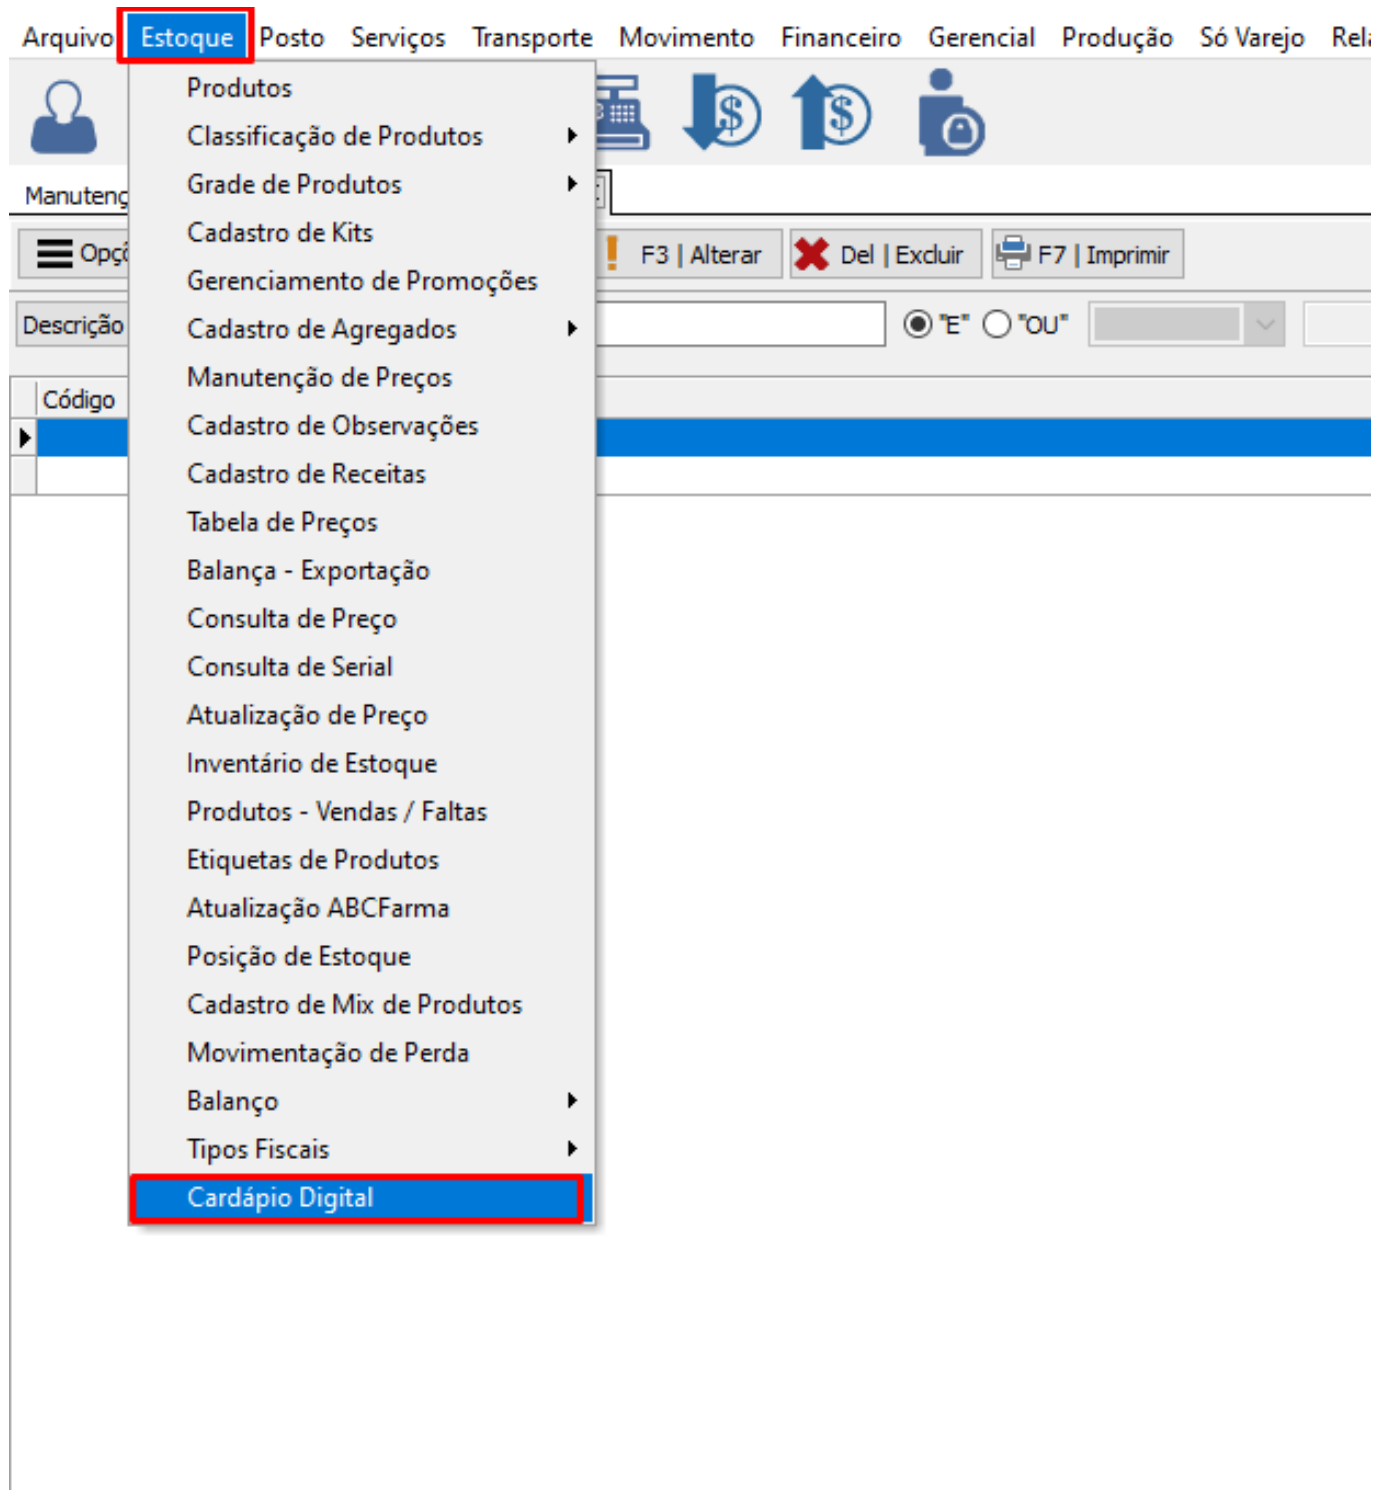 Arquivo Estoque Posto Serviços Transporte Movimento Financeiro Gerencial Produção Só Varejo
Produtos
Classificação de Produtos
Grade de Produtos
Cadastro de Kits
Gerenciamento de Promoções
Cadastro de Agregados
Manutenção de Preços
Cadastro de Observações
Cadastro de Receitas
Tabela de Preços
Balança - Exportação
Consulta de Preço
Consulta de Serial
Atualização de Preço
Inventário de Estoque
Produtos - Vendas / Faltas
Etiquetas de Produtos
Atualização ABCFarma
Posição de Estoque
Cadastro de Mix de Produtos
Movimentação de Perda
Balanço
Tipos Fiscais
Cardápio Digital
F3 | Alterar Del | Excluir F7 | Imprimir
Descrição "E" "OU"
Código